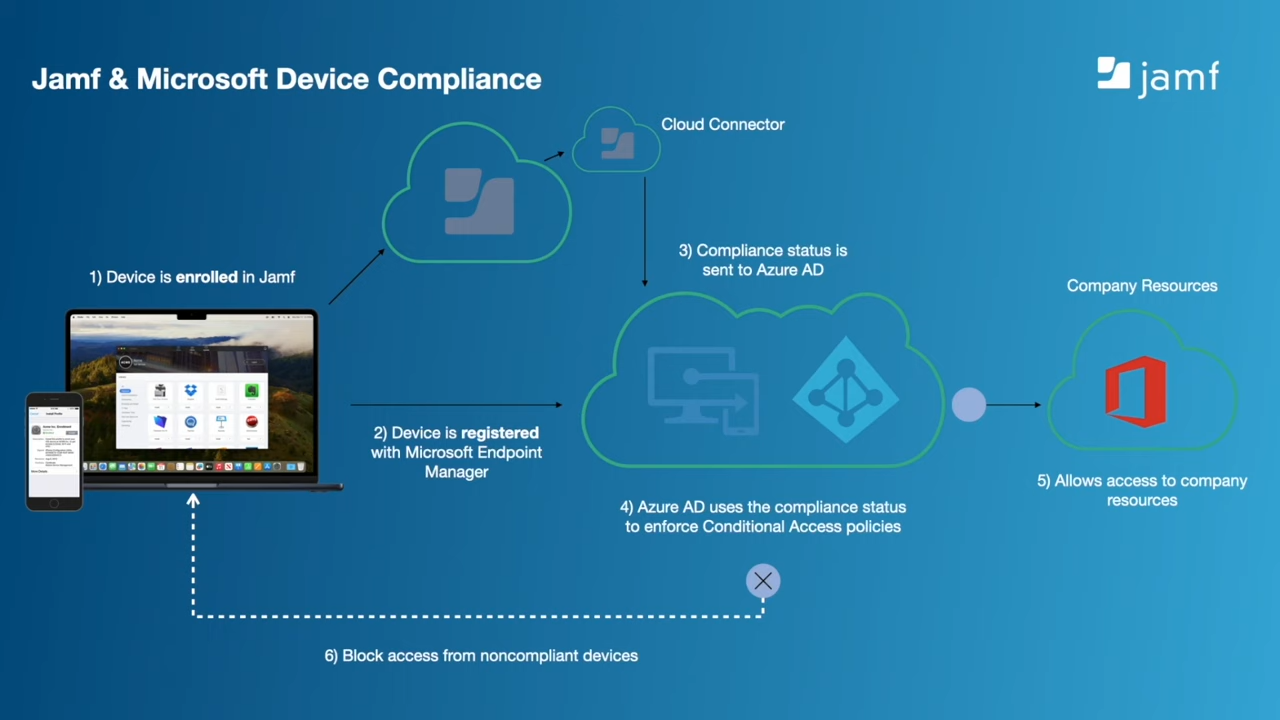 Jamf & Microsoft Device Compliance
jamf
Cloud Connector
1) Device is enrolled in Jamf
3) Compliance status is
sent to Azure AD
Company Resources
2) Device is registered
with Microsoft Endpoint
Manager
4) Azure AD uses the compliance status
to enforce Conditional Access policies
5) Allows access to company
resources
6) Block access from noncompliant devices